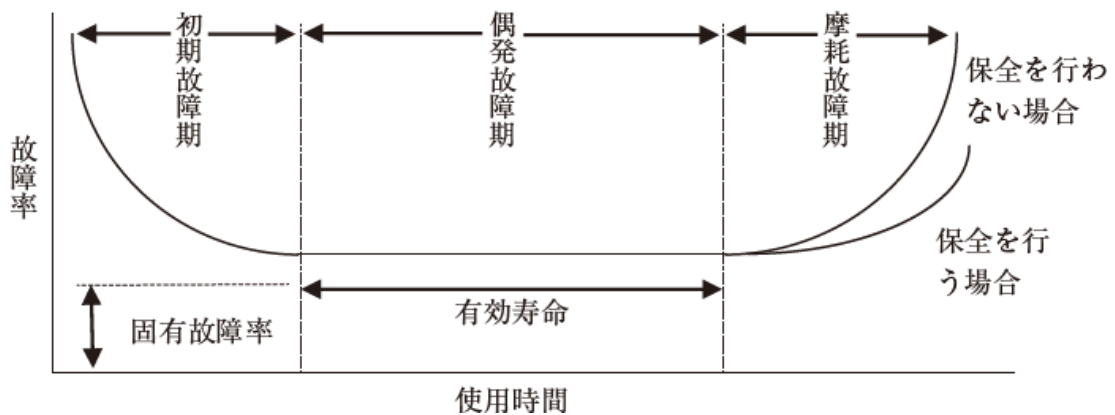 初期故障期
偶発故障期
摩耗故障期
保全を行わ
ない場合
故障率
保全を行
う場合
有効寿命
固有故障率
使用時間